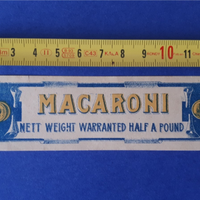 3 4 5 6 7 8 9 10 11
MACARONI
NETT WEIGHT WARRANTED HALF A POUND